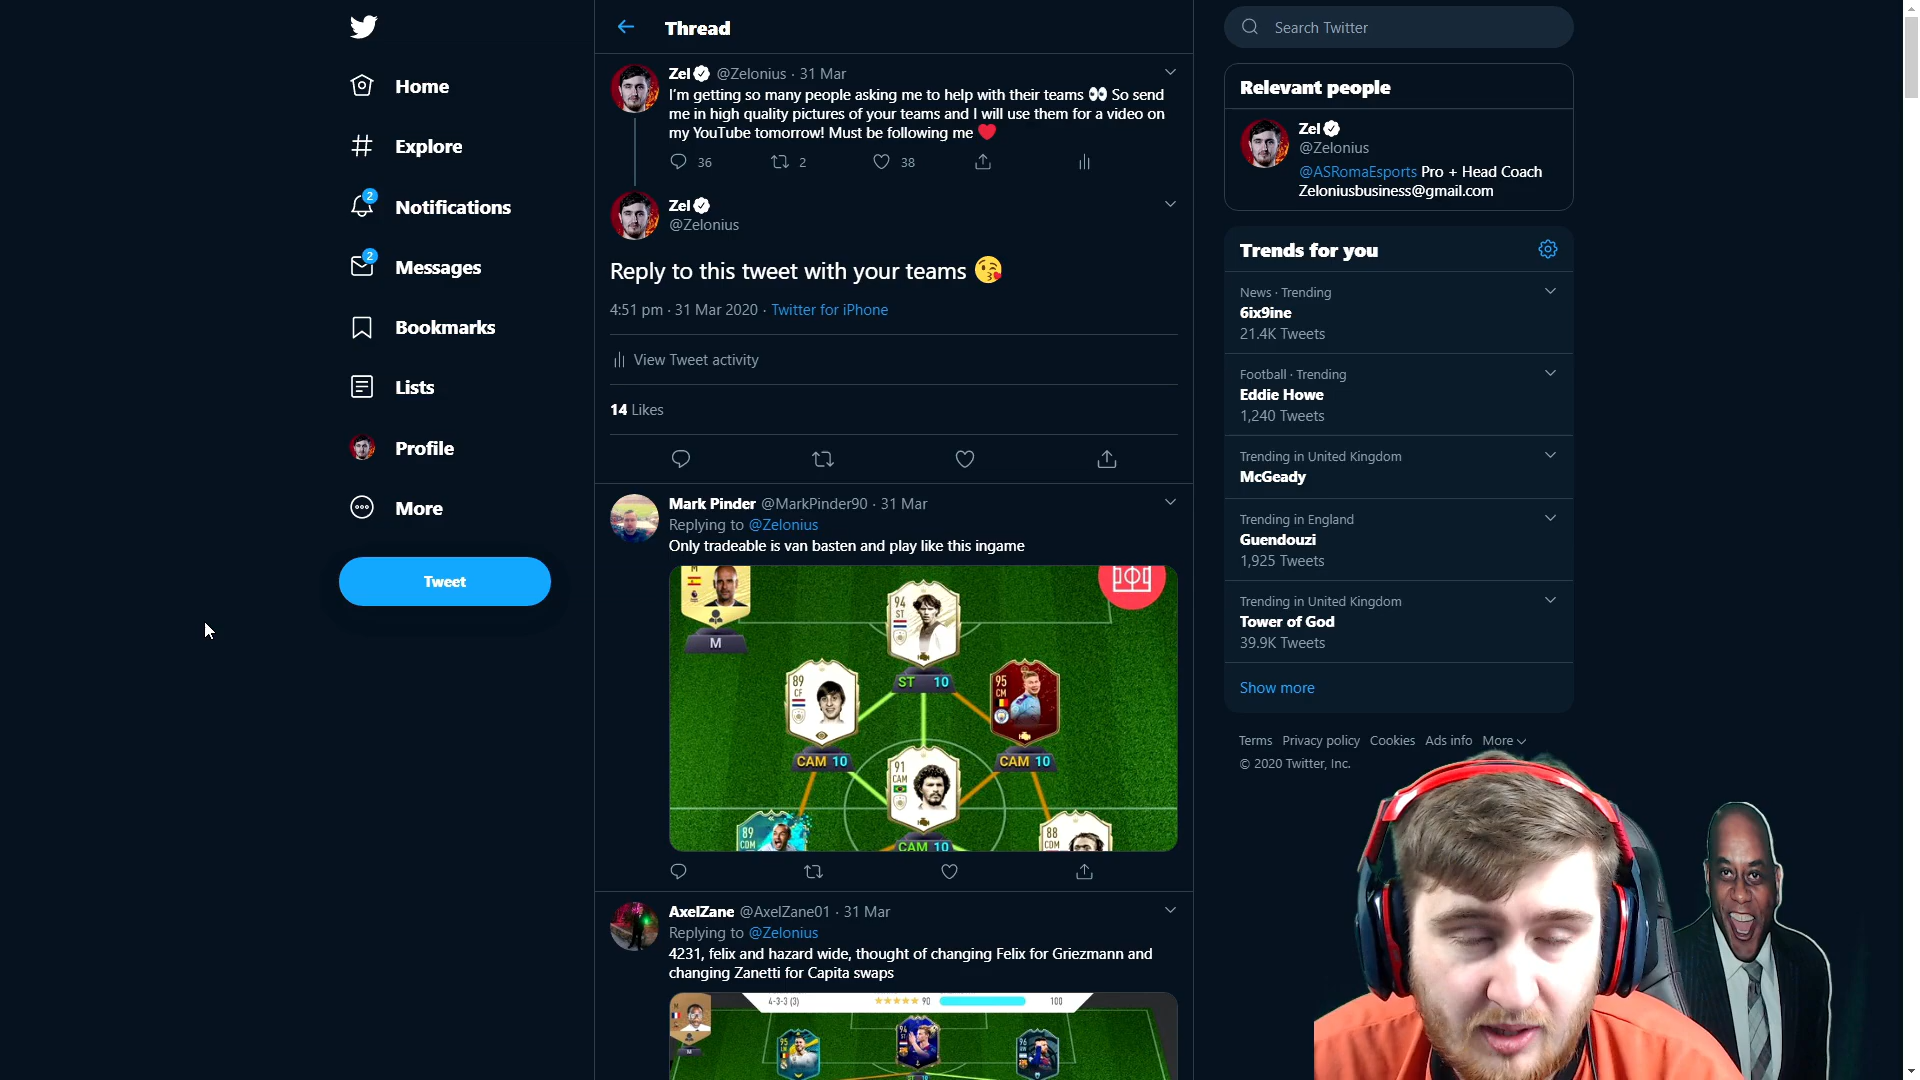 Home
Explore
2
Notifications
2
Messages
Bookmarks
Lists
Profile
More
Tweet
Thread
Zel @Zelonius · 31 Mar
I'm getting so many people asking me to help with their teams 👀 So send
me in high quality pictures of your teams and I will use them for a video on
my YouTube tomorrow! Must be following me ❤️
36 2 38
Zel
@Zelonius
Reply to this tweet with your teams 😘
4:51 pm · 31 Mar 2020 · Twitter for iPhone
View Tweet activity
14 Likes
Mark Pinder @MarkPinder90 · 31 Mar
Replying to @Zelonius
Only tradeable is van basten and play like this ingame
M
M
94
ST
ST 10
89
CF
CAM 10
95
CM
CAM 10
91
CAM
CAM 10
89
CDM
88
CDM
AxelZane @AxelZane01 · 31 Mar
Replying to @Zelonius
4231, felix and hazard wide, thought of changing Felix for Griezmann and
changing Zanetti for Capita swaps
4-3-3 (3) ★★★★★ 90 100
M
M
95
LW
94
ST
96
RW
ST 10
Search Twitter
Relevant people
Zel
@Zelonius
@ASRomaEsports Pro + Head Coach
Zeloniusbusiness@gmail.com
Trends for you
News · Trending
6ix9ine
21.4K Tweets
Football · Trending
Eddie Howe
1,240 Tweets
Trending in United Kingdom
McGeady
Trending in England
Guendouzi
1,925 Tweets
Trending in United Kingdom
Tower of God
39.9K Tweets
Show more
Terms Privacy policy Cookies Ads info More
© 2020 Twitter, Inc.